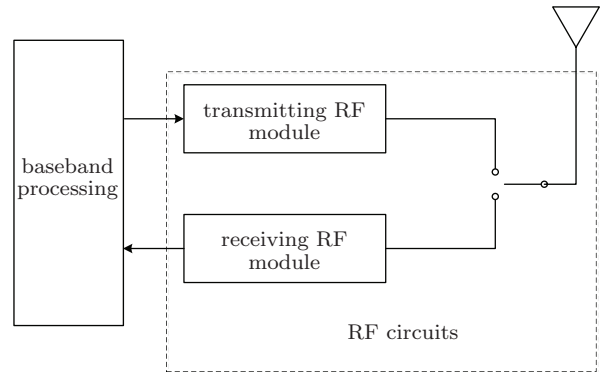 baseband
processing
transmitting RF
module
receiving RF
module
RF circuits